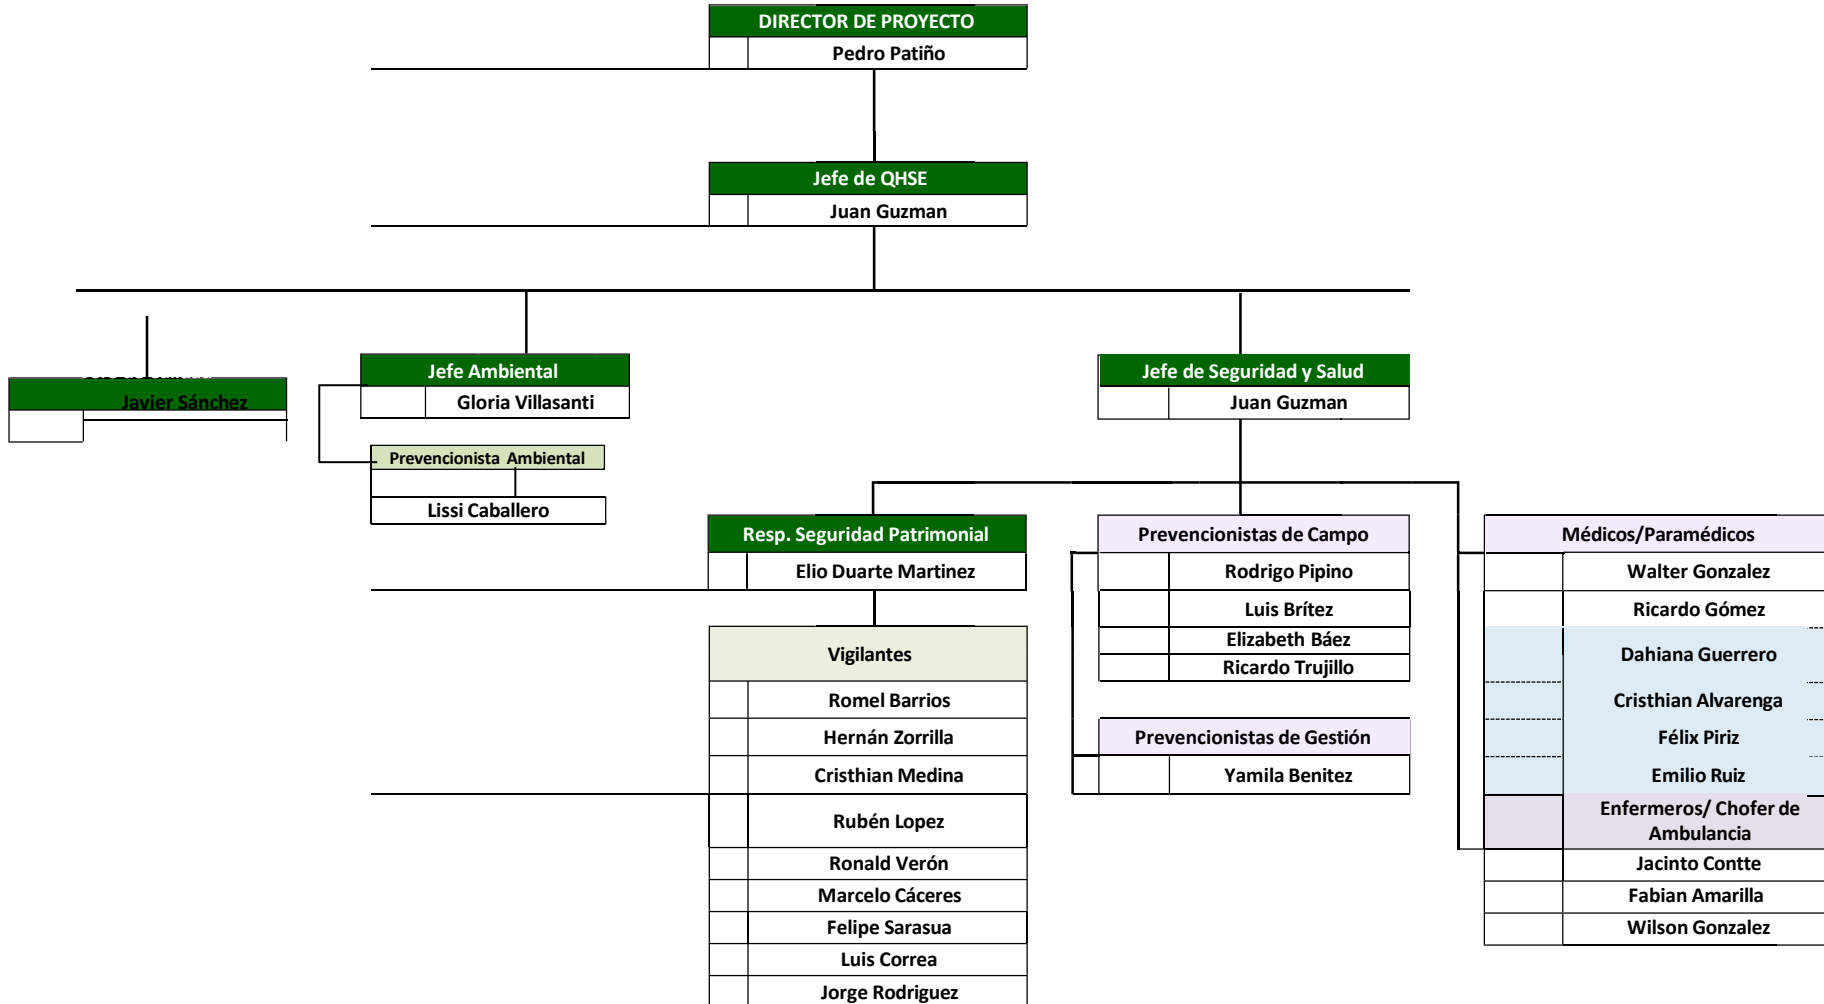 DIRECTOR DE PROYECTO
Pedro Patiño
Jefe de QHSE
Juan Guzman
Javier Sánchez
Jefe Ambiental
Gloria Villasanti
Prevencionista Ambiental
Lissi Caballero
Jefe de Seguridad y Salud
Juan Guzman
Resp. Seguridad Patrimonial
Elio Duarte Martinez
Vigilantes
Romel Barrios
Hernán Zorrilla
Cristhian Medina
Rubén Lopez
Ronald Verón
Marcelo Cáceres
Felipe Sarasua
Luis Correa
Jorge Rodriguez
Prevencionistas de Campo
Rodrigo Pipino
Luis Brítez
Elizabeth Báez
Ricardo Trujillo
Prevencionistas de Gestión
Yamila Benitez
Médicos/Paramédicos
Walter Gonzalez
Ricardo Gómez
Dahiana Guerrero
Cristhian Alvarenga
Félix Piriz
Emilio Ruiz
Enfermeros/ Chofer de
Ambulancia
Jacinto Contte
Fabian Amarilla
Wilson Gonzalez